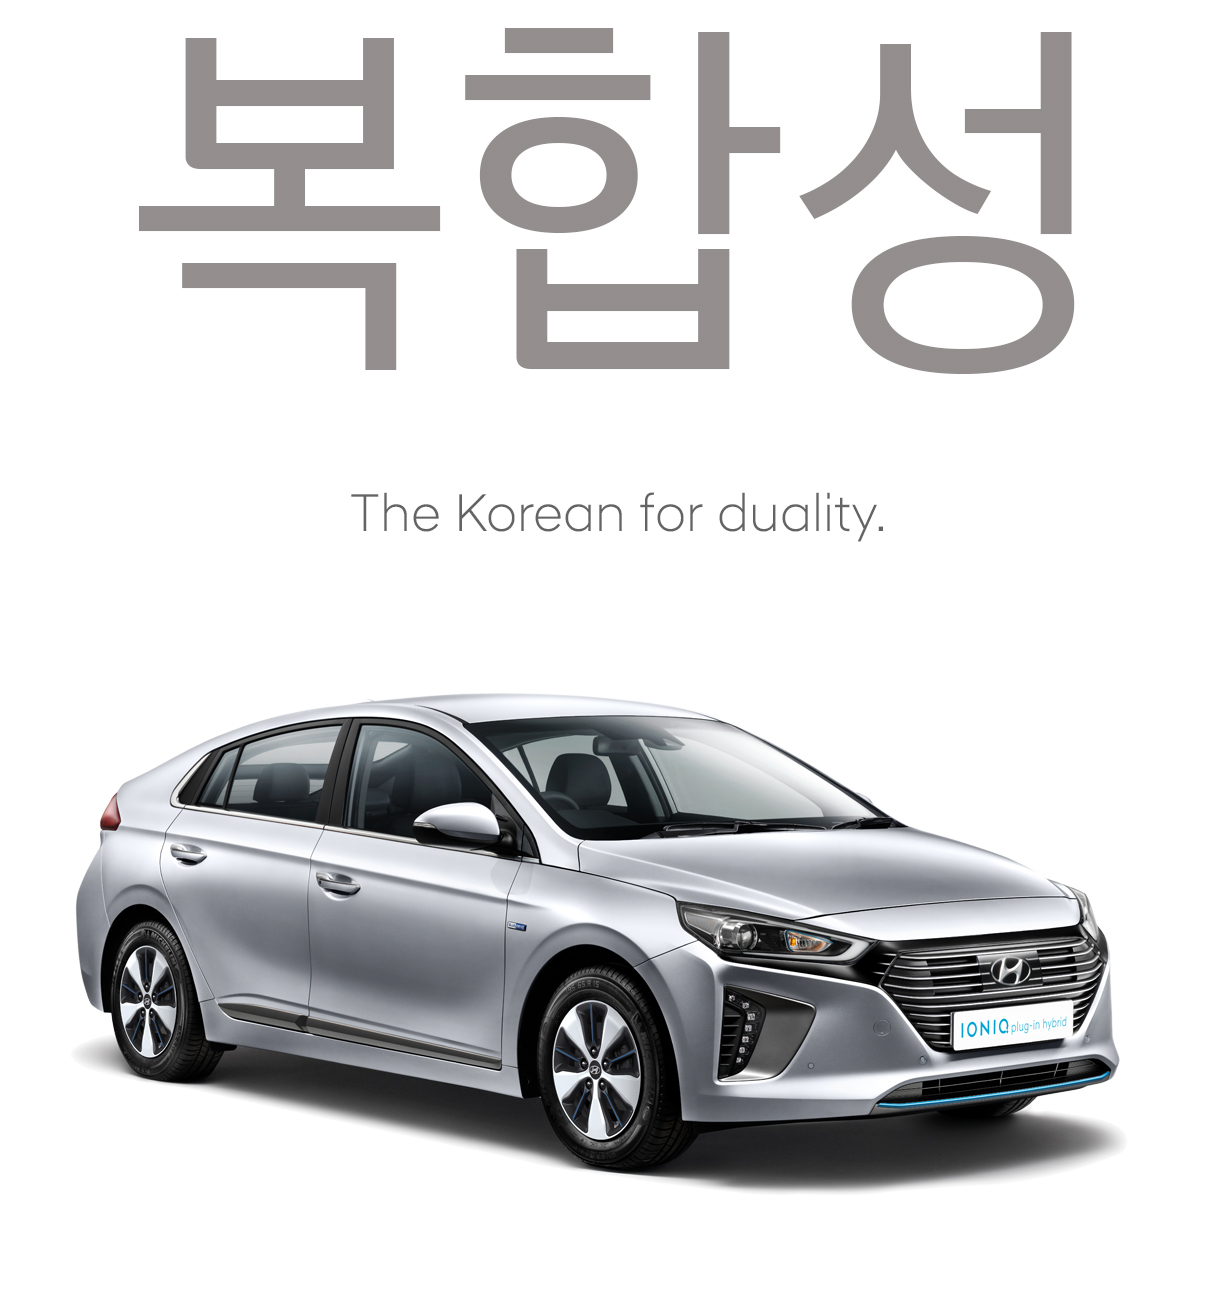 복합성
The Korean for duality.
IONIQ plug-in hybrid